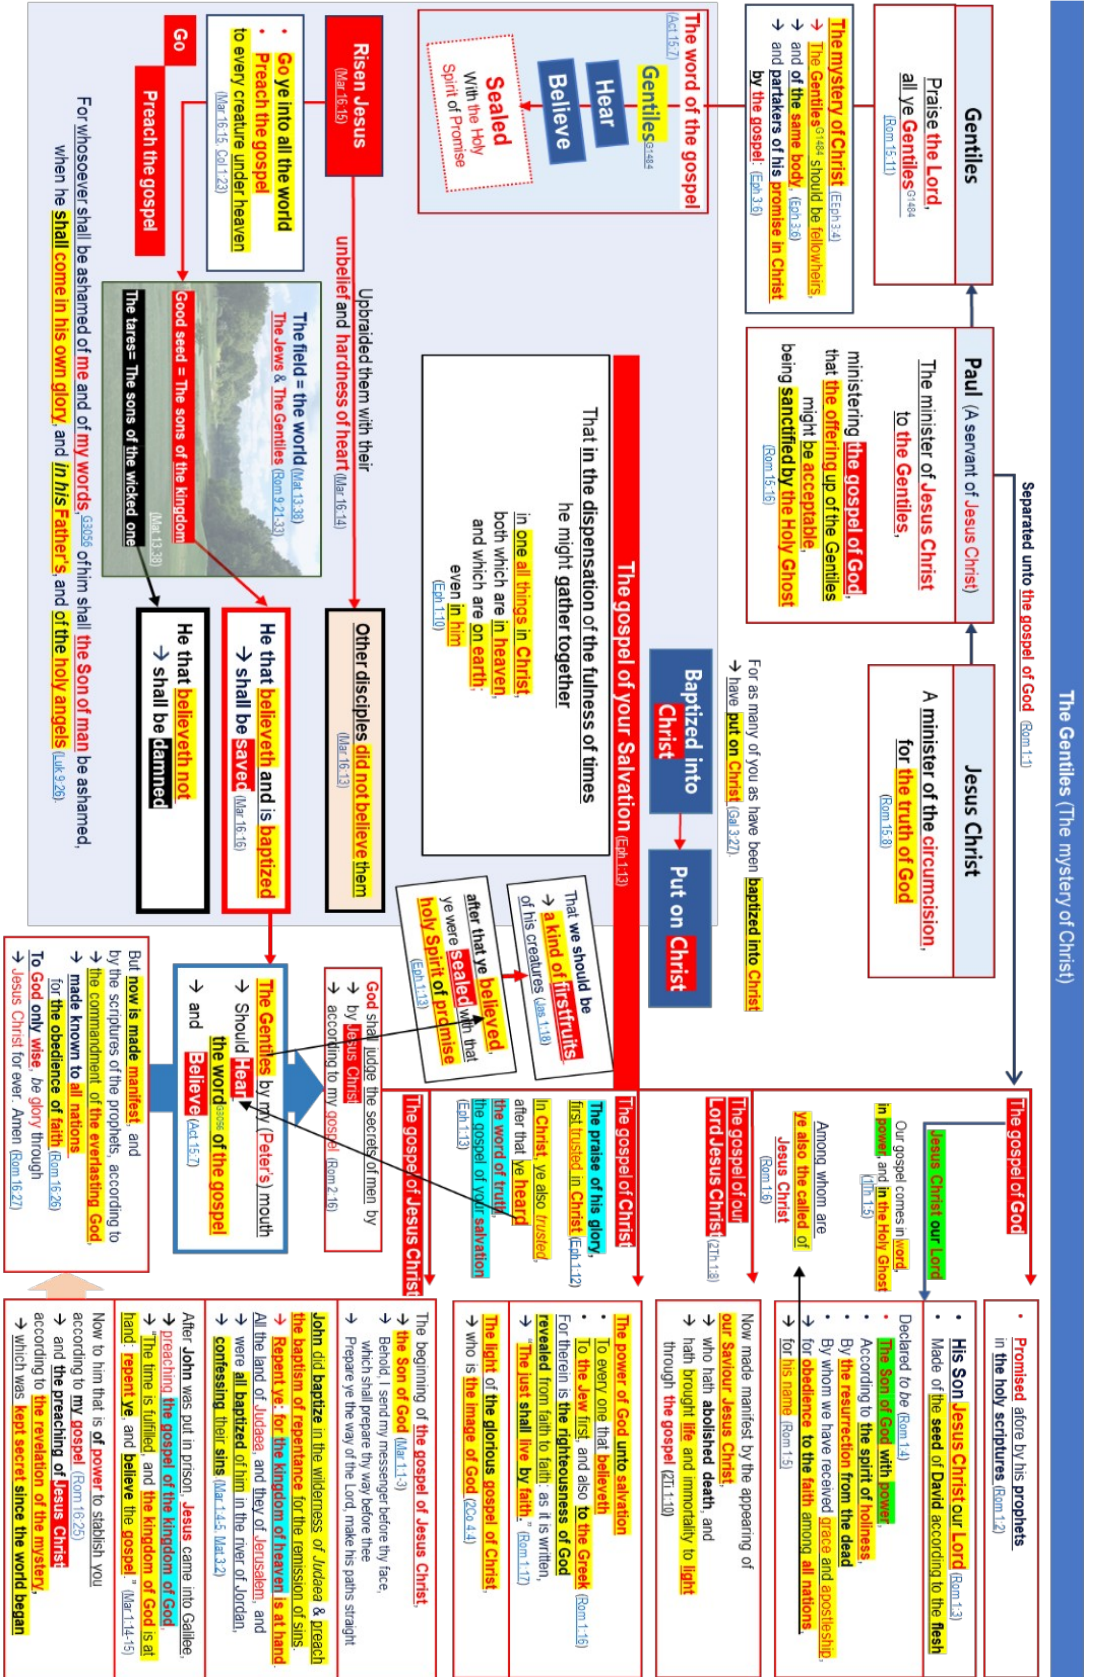 The Gentiles (The mystery of Christ)
Gentiles
Praise the Lord,
all ye Gentiles G1484
(Rom 15:11)
Paul (A servant of Jesus Christ)
The minister of Jesus Christ
to the Gentiles,
ministering the gospel of God,
that the offering up of the Gentiles
might be acceptable,
being sanctified by the Holy Ghost
(Rom 15:16)
Jesus Christ
A minister of the circumcision,
for the truth of God
(Rom 15:8)
Separated unto the gospel of God (Rom 1:1)
The mystery of Christ (EEph 3:4)
→ The Gentiles G1484 should be fellowheirs,
→ and of the same body, (Eph 3:6)
→ and partakers of his promise in Christ
by the gospel: (Eph 3:6)
The word of the gospel
(Act 15:7)
Gentiles G1484
Hear
Believe
Sealed
With the Holy
Spirit of Promise
For as many of you as have been baptized into Christ
→ have put on Christ (Gal 3:27).
Baptized into
Christ
Put on Christ
The gospel of your Salvation (Eph 1:13)
That in the dispensation of the fulness of times
he might gather together
in one all things in Christ,
both which are in heaven,
and which are on earth;
even in him
(Eph 1:10)
That we should be
→ a kind of firstfruits
of his creatures (Jas 1:18)
after that ye believed,
ye were sealed with that
holy Spirit of promise
(Eph 1:13)
Risen Jesus
(Mar 16:15)
Upbraided them with their
unbelief and hardness of heart (Mar 16:14)
Other disciples did not believe them
(Mar 16:13)
• Go ye into all the world
• Preach the gospel
to every creature under heaven
(Mar 16:15, Col 1:23)
Go
Preach the gospel
The field = the world (Mat 13:38)
The Jews & The Gentiles (Rom 9:21-33)
Good seed = The sons of the kingdom
The tares= The sons of the wicked one
(Mat 13:38)
He that believeth and is baptized
→ shall be saved (Mar 16:16)
He that believeth not
→ shall be damned
For whosoever shall be ashamed of me and of my words, G3056 of him shall the Son of man be ashamed,
when he shall come in his own glory, and in his Father's, and of the holy angels (Luk 9:26).
God shall judge the secrets of men by
→ by Jesus Christ
→ according to my gospel (Rom 2:16)
The Gentiles by my (Peter's) mouth
→ Should Hear
the word G3056 of the gospel
→ and Believe (Act 15:7)
But now is made manifest, and
by the scriptures of the prophets, according to
→ the commandment of the everlasting God,
→ made known to all nations
for the obedience of faith (Rom 16:26)
To God only wise, be glory through
→ Jesus Christ for ever. Amen (Rom 16:27)
The gospel of God
Jesus Christ our Lord
Our gospel comes in word,
in power, and in the Holy Ghost
(1Th 1:5)
Among whom are
ye also the called of
Jesus Christ
(Rom 1:6)
The gospel of our
Lord Jesus Christ (2Th 1:8)
The gospel of Christ
The praise of his glory,
first trusted in Christ (Eph 1:12)
In Christ, ye also trusted,
after that ye heard
the word of truth,
the gospel of your salvation
(Eph 1:13)
The gospel of Jesus Christ
• Promised afore by his prophets
in the holy scriptures (Rom 1:2)
• His Son Jesus Christ our Lord (Rom 1:3)
• Made of the seed of David according to the flesh
Declared to be (Rom 1:4)
• The Son of God with power,
According to the spirit of holiness,
• By the resurrection from the dead
• By whom we have received grace and apostleship,
→ for obedience to the faith among all nations,
→ for his name (Rom 1:5)
Now made manifest by the appearing of
our Saviour Jesus Christ,
→ who hath abolished death, and
→ hath brought life and immortality to light
through the gospel (2Ti 1:10)
The power of God unto salvation
• To every one that believeth
• To the Jew first, and also to the Greek (Rom 1:16)
For therein is the righteousness of God
revealed from faith to faith: as it is written,
→ "The just shall live by faith." (Rom 1:17)
The light of the glorious gospel of Christ,
→ who is the image of God (2Co 4:4)
The beginning of the gospel of Jesus Christ,
→ the Son of God (Mar 1:1-3)
Behold, I send my messenger before thy face,
which shall prepare thy way before thee
→ Prepare ye the way of the Lord, make his paths straight
John did baptize in the wilderness of Judaea & preach
the baptism of repentance for the remission of sins.
→ Repent ye: for the kingdom of heaven is at hand.
All the land of Judaea, and they of Jerusalem, and
→ were all baptized of him in the river of Jordan,
→ confessing their sins (Mar 1:4-5, Mat 3:2)
After John was put in prison, Jesus came into Galilee,
→ preaching the gospel of the kingdom of God,
→ "The time is fulfilled, and the kingdom of God is at
hand: repent ye, and believe the gospel." (Mar 1:14-15)
Now to him that is of power to stablish you
according to my gospel (Rom 16:25)
→ and the preaching of Jesus Christ
according to the revelation of the mystery,
→ which was kept secret since the world began